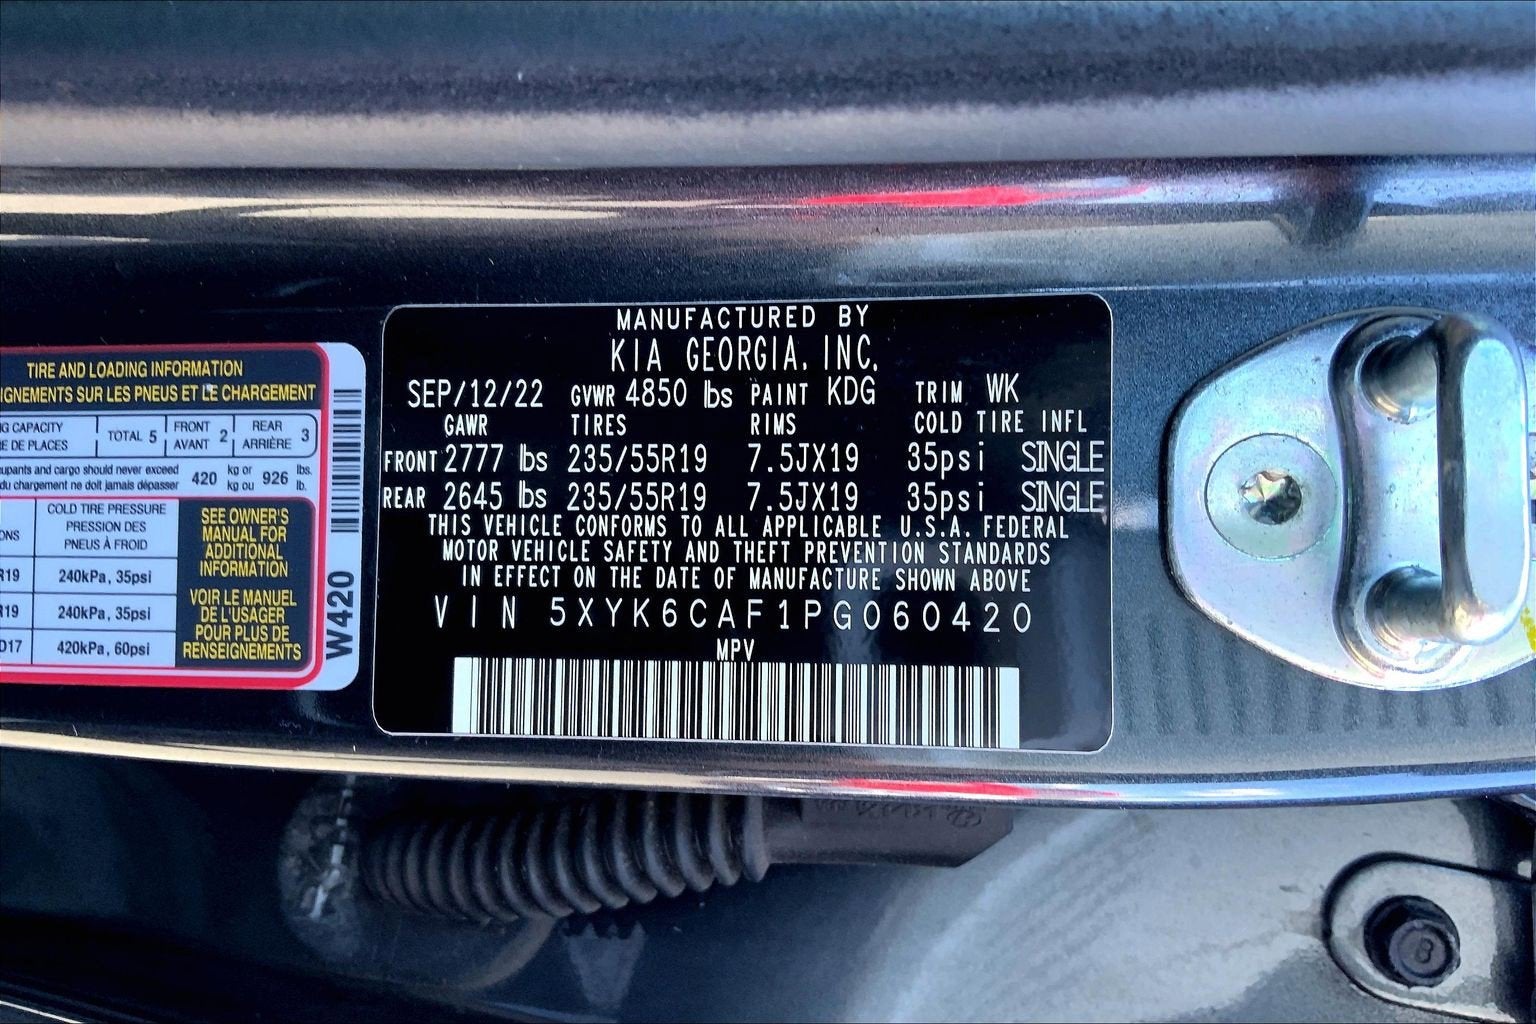 MANUFACTURED BY
KIA GEORGIA, INC.
SEP/12/22 GVWR 4850 lbs PAINT KDG TRIM WK
GAWR TIRES RIMS COLD TIRE INFL
FRONT 2777 lbs 235/55R19 7.5JX19 35psi SINGLE
REAR 2645 lbs 235/55R19 7.5JX19 35psi SINGLE
THIS VEHICLE CONFORMS TO ALL APPLICABLE U.S.A. FEDERAL
MOTOR VEHICLE SAFETY AND THEFT PREVENTION STANDARDS
IN EFFECT ON THE DATE OF MANUFACTURE SHOWN ABOVE
VIN 5XYK6CAF1PG060420
MPV
TIRE AND LOADING INFORMATION
SUR LES PNEUS ET LE CHARGEMENT
CAPACITY TOTAL 5 FRONT 2 REAR 3
DE PLACES AVANT ARRIÈRE
and cargo should never exceed 420 kg or 926 lbs.
du chargement ne doit jamais dépasser kg ou lb.
COLD TIRE PRESSURE
PRESSION DES
PNEUS À FROID
240kPa, 35psi
240kPa, 35psi
420kPa, 60psi
SEE OWNER'S
MANUAL FOR
ADDITIONAL
INFORMATION
VOIR LE MANUEL
DE L'USAGER
POUR PLUS DE
RENSEIGNEMENTS
W420
8